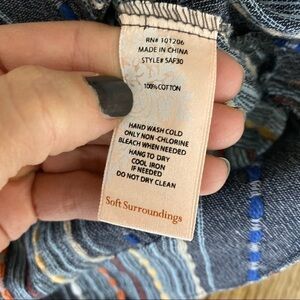 RN# 101206
MADE IN CHINA
STYLE# SAF30
100% COTTON
HAND WASH COLD
ONLY NON-CHLORINE
BLEACH WHEN NEEDED
HANG TO DRY
COOL IRON
IF NEEDED
DO NOT DRY CLEAN
Soft Surroundings